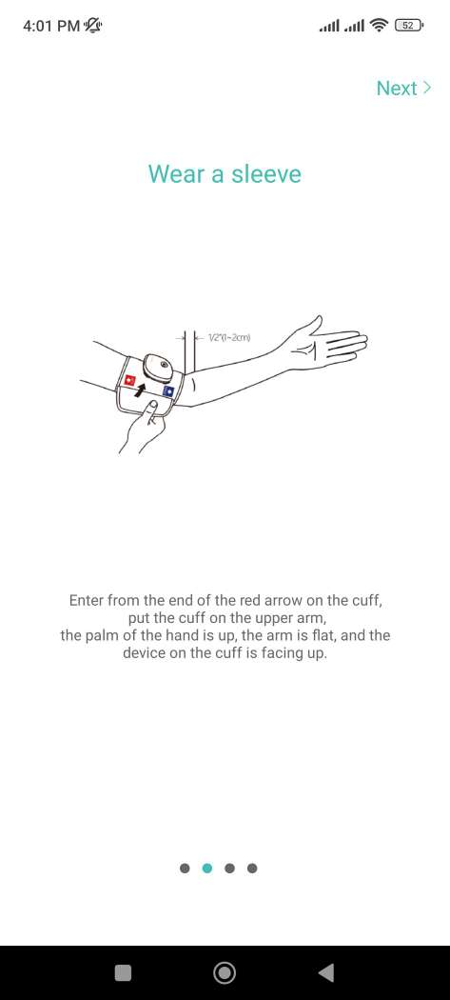 4:01 PM
52
Next
Wear a sleeve
1/2"(1~2cm)
Enter from the end of the red arrow on the cuff,
put the cuff on the upper arm,
the palm of the hand is up, the arm is flat, and the
device on the cuff is facing up.